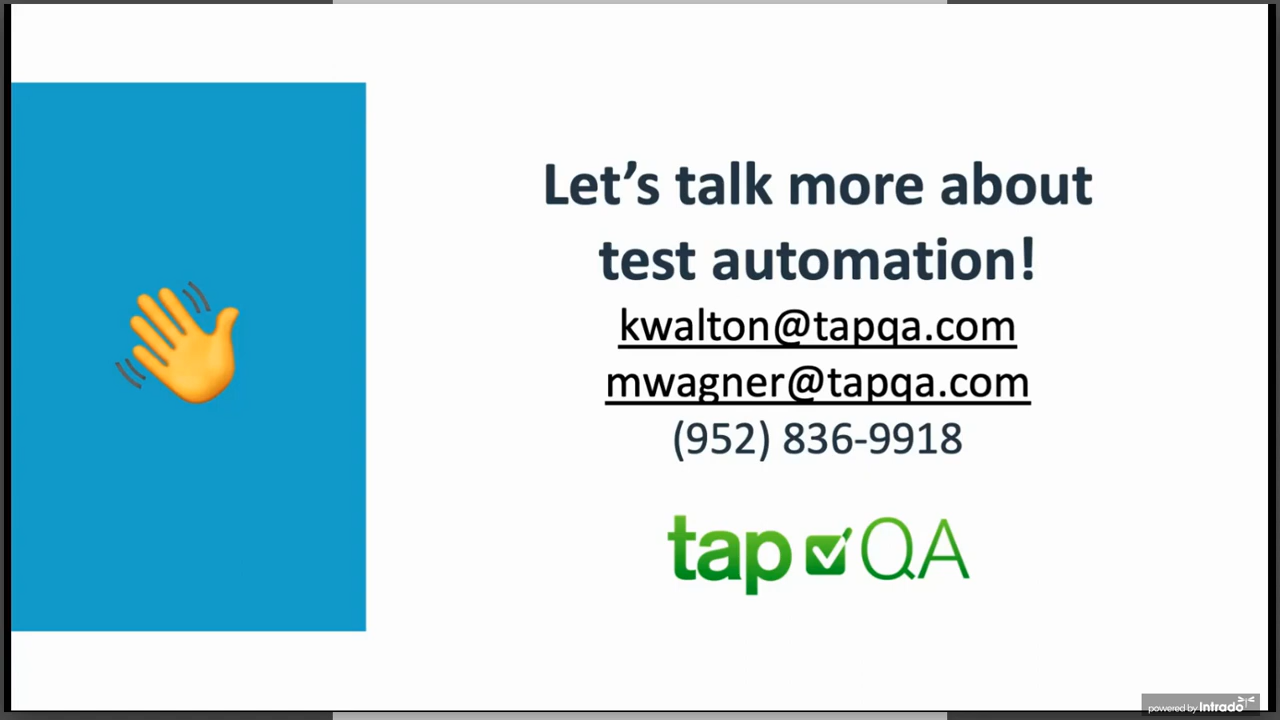 Let’s talk more about
test automation!
kwalton@tapqa.com
mwagner@tapqa.com
(952) 836-9918
tap QA
powered by intrado